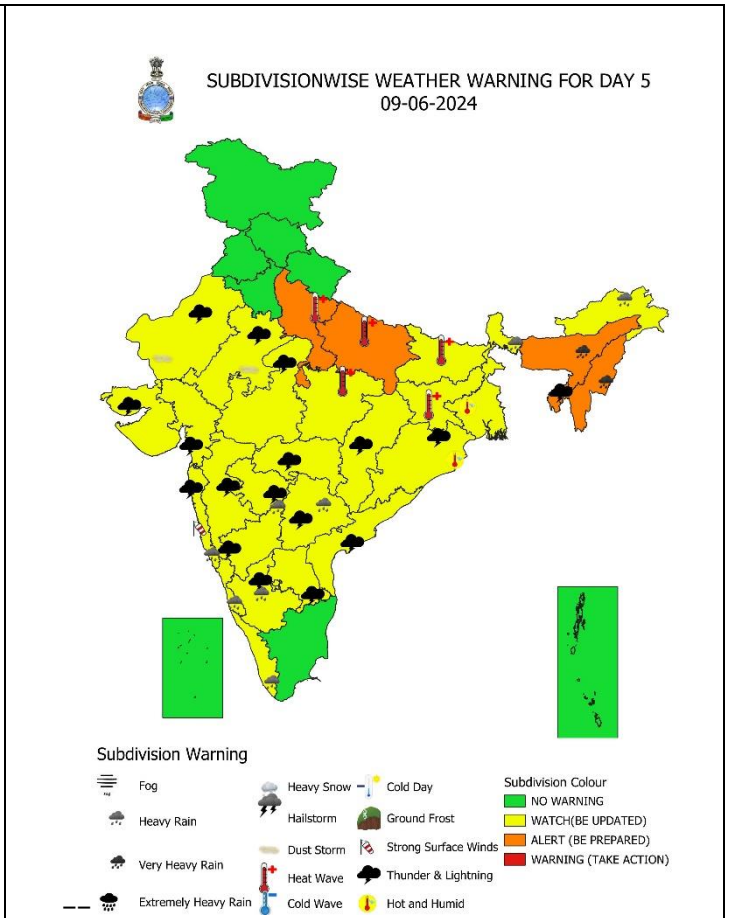 SUBDIVISIONWISE WEATHER WARNING FOR DAY 5
09-06-2024
Subdivision Warning
Fog
Heavy Rain
Very Heavy Rain
Extremely Heavy Rain
Heavy Snow
Hailstorm
Dust Storm
Heat Wave
Cold Wave
Cold Day
Ground Frost
Strong Surface Winds
Thunder & Lightning
Hot and Humid
Subdivision Colour
NO WARNING
WATCH(BE UPDATED)
ALERT (BE PREPARED)
WARNING (TAKE ACTION)